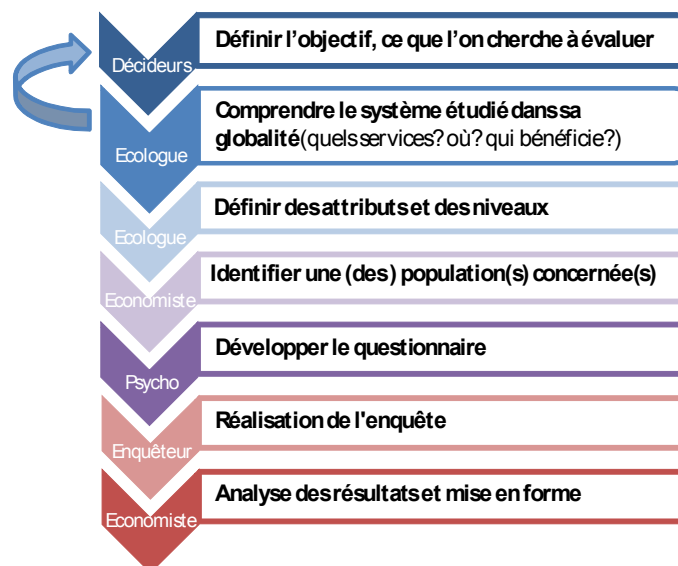 Définir l'objectif, ce que l'on cherche à évaluer
Décideurs
Comprendre le système étudié dans sa
globalité (quels services? où? qui bénéficie?)
Ecologue
Définir des attributs et des niveaux
Ecologue
Identifier une (des) population(s) concernée(s)
Economiste
Développer le questionnaire
Psycho
Réalisation de l'enquête
Enquêteur
Analyse des résultats et mise en forme
Economiste